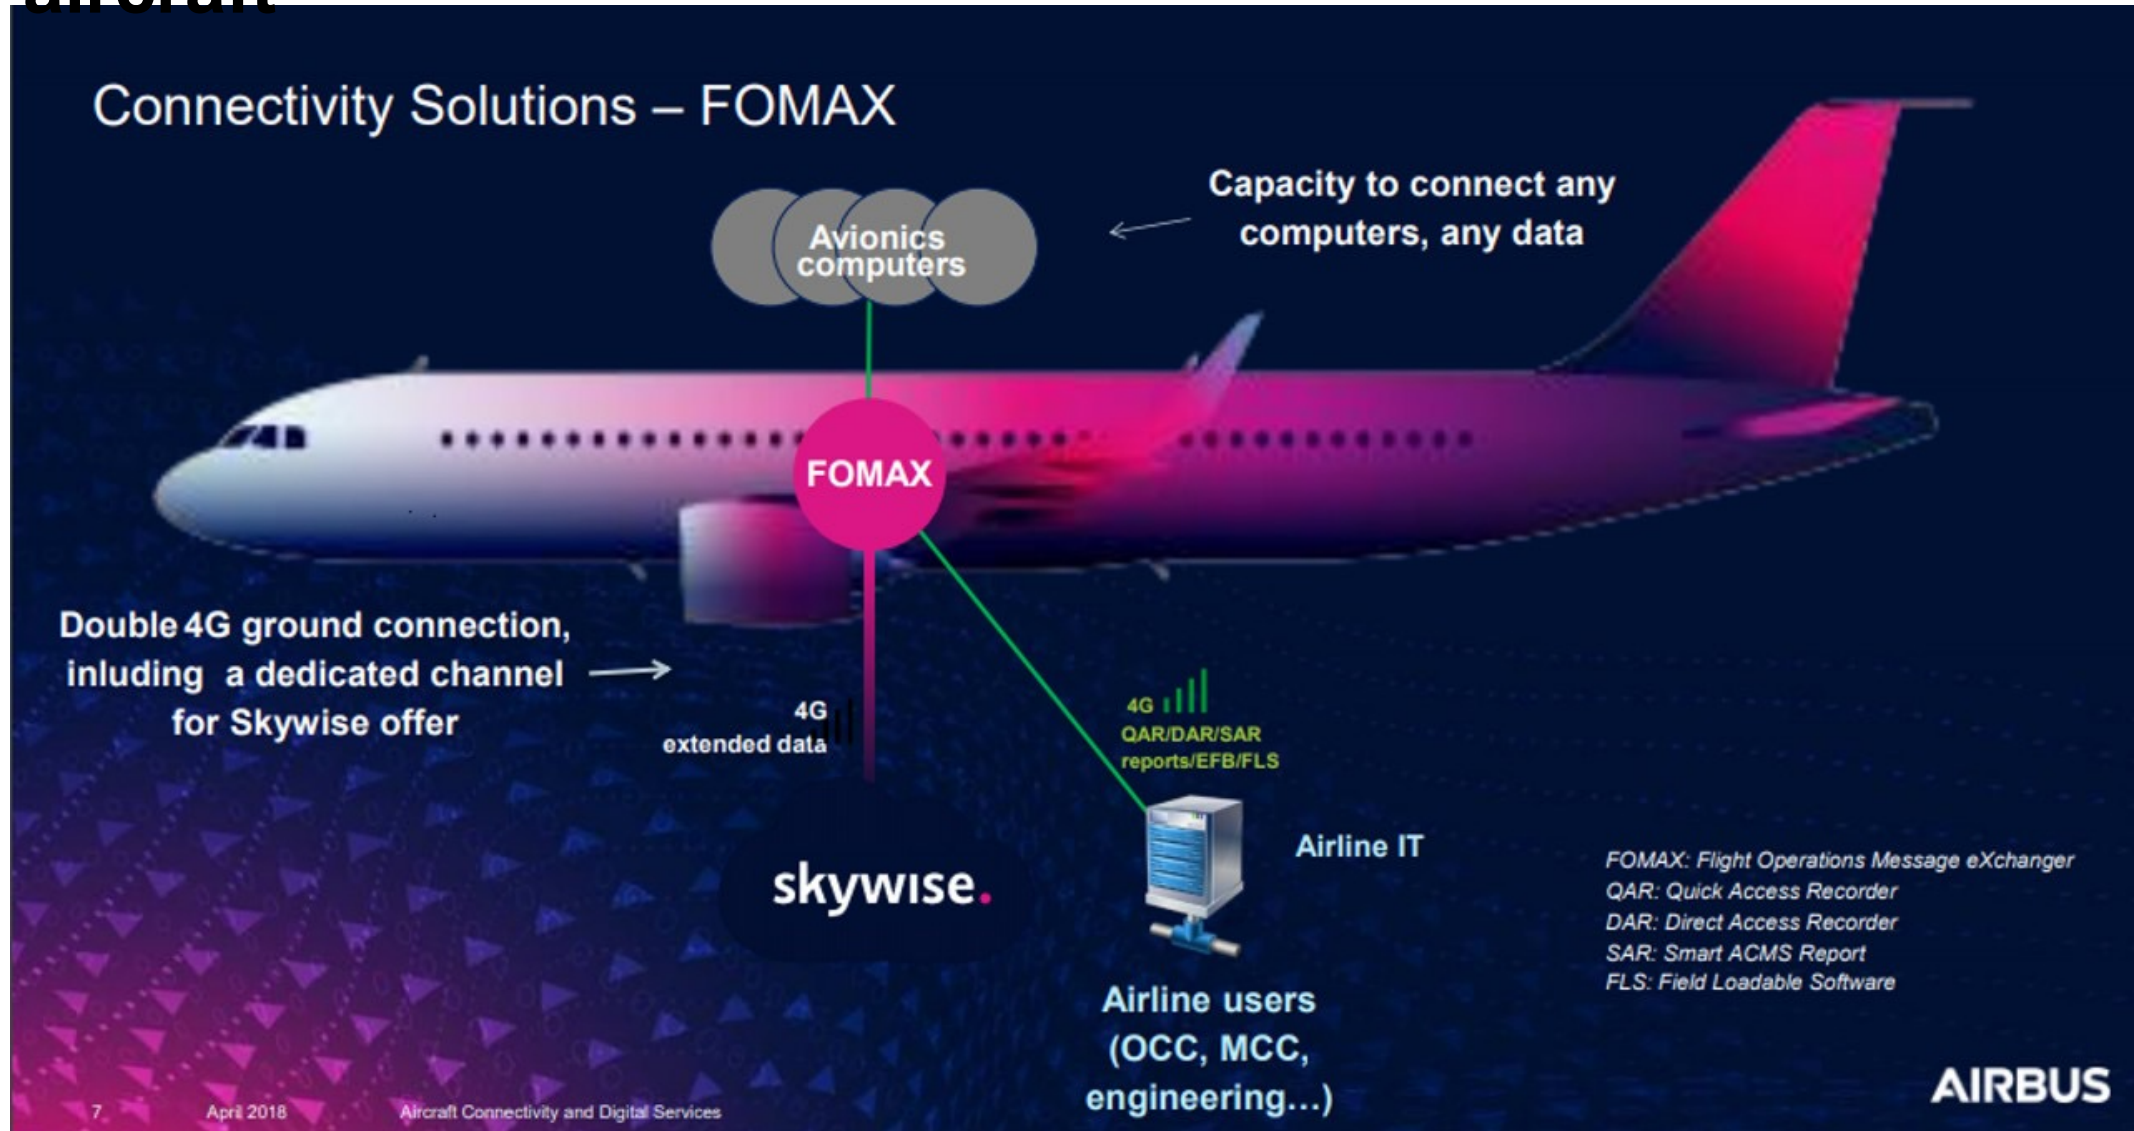 aircraft
Connectivity Solutions – FOMAX
Capacity to connect any
computers, any data
Avionics
computers
FOMAX
Double 4G ground connection,
inluding a dedicated channel
for Skywise offer
4G
extended data
4G
QAR/DAR/SAR
reports/EFB/FLS
skywise.
Airline IT
Airline users
(OCC, MCC,
engineering...)
FOMAX: Flight Operations Message eXchanger
QAR: Quick Access Recorder
DAR: Direct Access Recorder
SAR: Smart ACMS Report
FLS: Field Loadable Software
7 April 2018 Aircraft Connectivity and Digital Services
AIRBUS